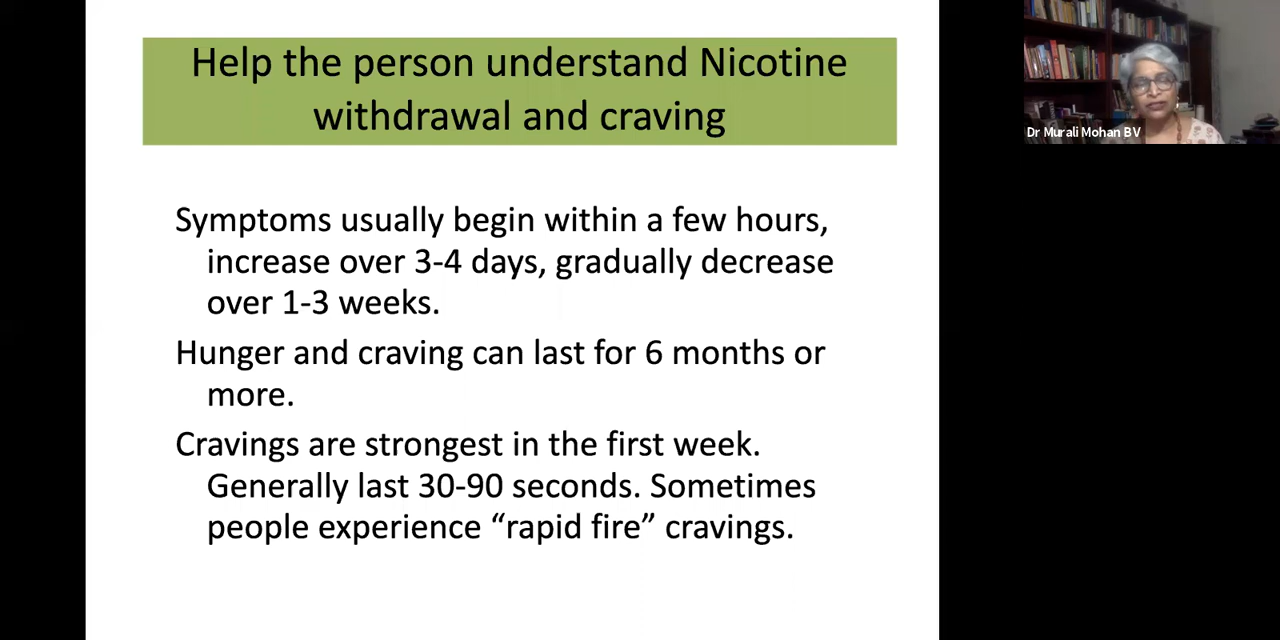 Help the person understand Nicotine
withdrawal and craving
Symptoms usually begin within a few hours,
increase over 3-4 days, gradually decrease
over 1-3 weeks.
Hunger and craving can last for 6 months or
more.
Cravings are strongest in the first week.
Generally last 30-90 seconds. Sometimes
people experience “rapid fire” cravings.
Dr Murali Mohan BV